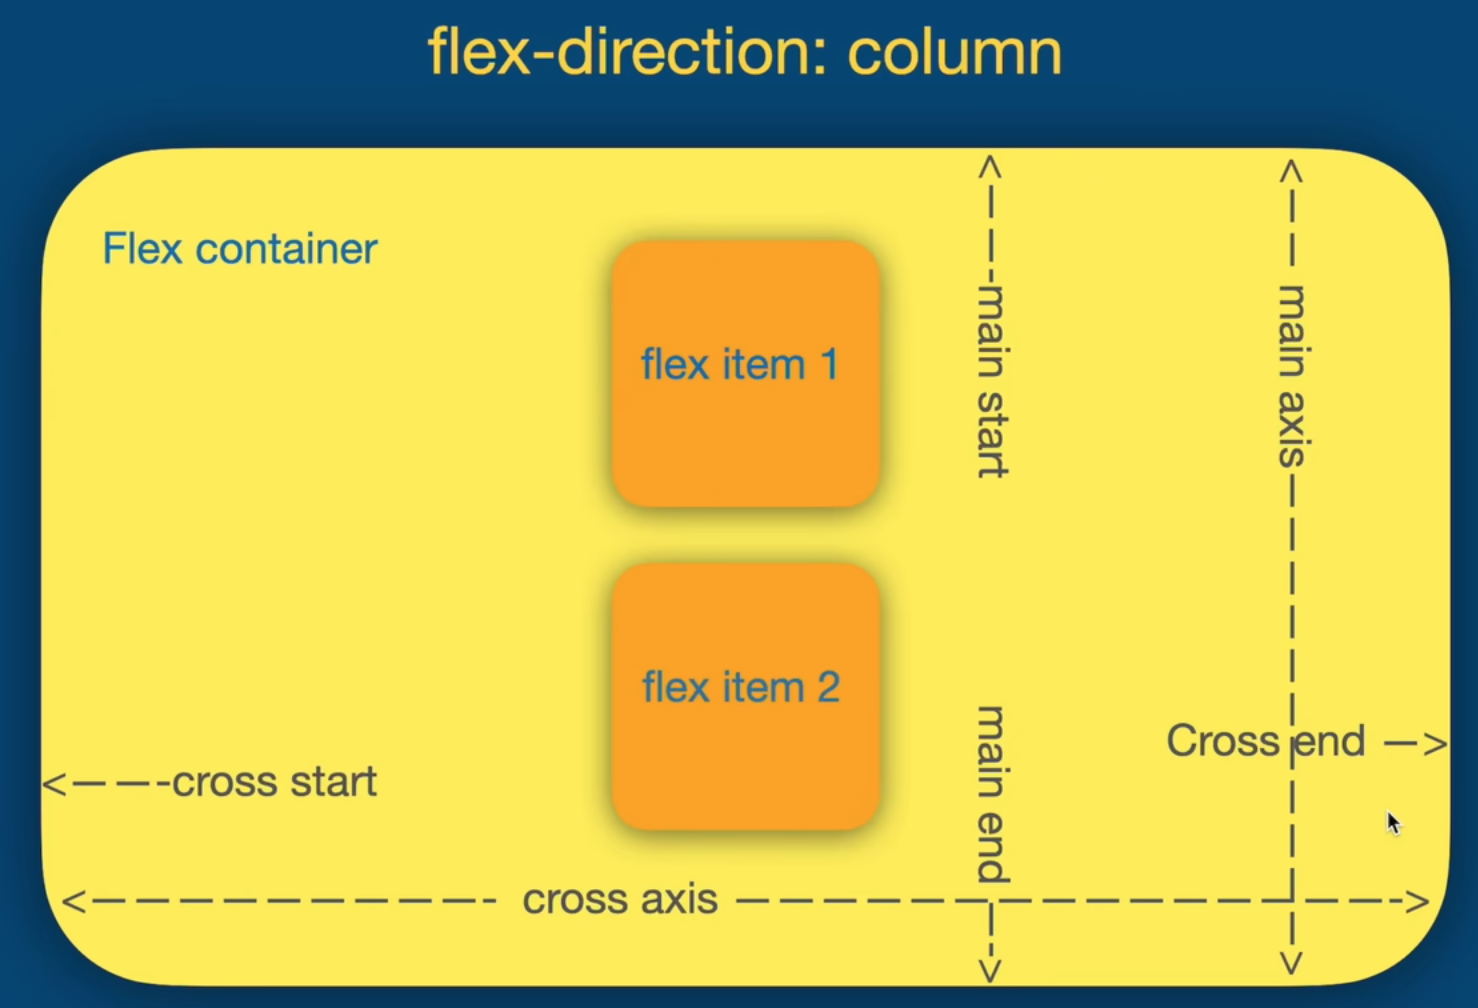 flex-direction: column
Flex container
flex item 1
<— — —-main start
<— — main axis— — — — — — — — — — —>
flex item 2
main end— - - >
Cross end — >
<— — —-cross start
<— — — — — — — — — - cross axis — — — — — — — — — — — — — — —->